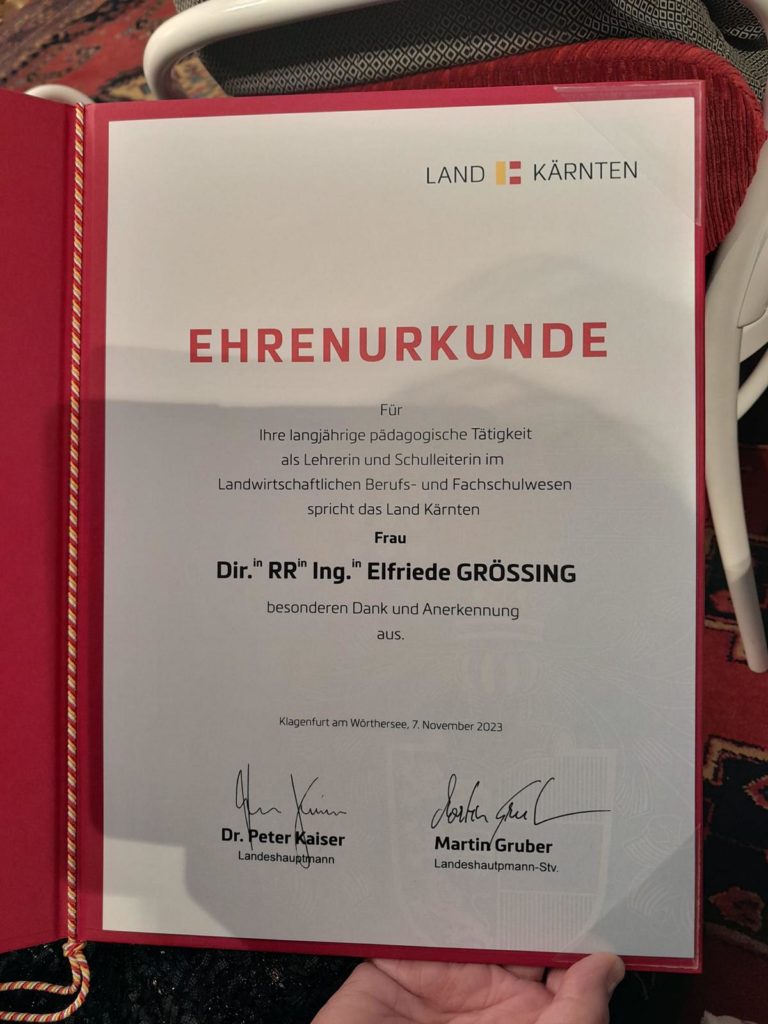 LAND KÄRNTEN
EHRENURKUNDE
Für
Ihre langjährige pädagogische Tätigkeit
als Lehrerin und Schulleiterin im
Landwirtschaftlichen Berufs- und Fachschulwesen
spricht das Land Kärnten
Frau
Dir.in RRin Ing.in Elfriede GRÖSSING
besonderen Dank und Anerkennung
aus.
Klagenfurt am Wörthersee, 7. November 2023
Dr. Peter Kaiser Martin Gruber
Landeshauptmann Landeshautpmann-Stv.